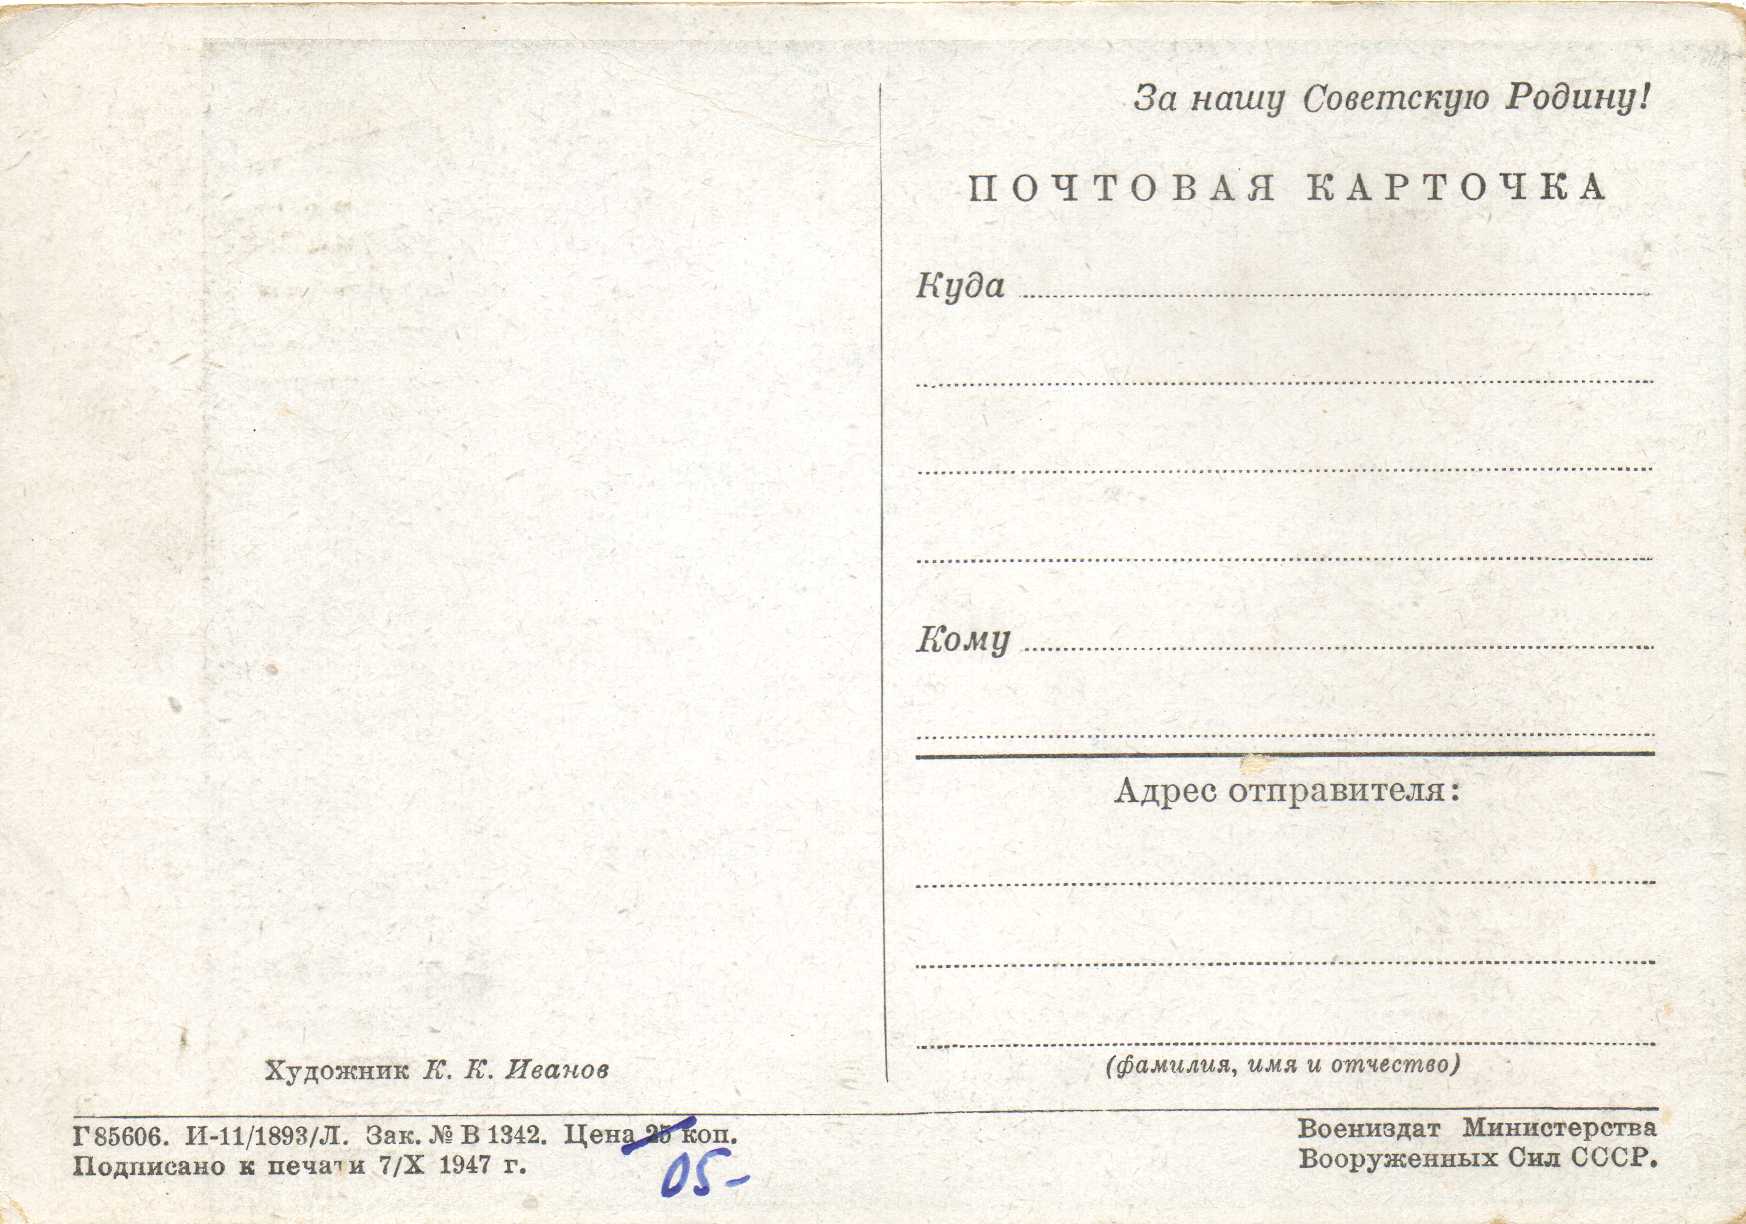 За нашу Советскую Родину!
ПОЧТОВАЯ КАРТОЧКА
Куда
Кому
Адрес отправителя:
(фамилия, имя и отчество)
Художник К. К. Иванов
Г85606. И-11/1893/Л. Зак. № В 1342. Цена 25 коп.
Подписано к печати 7/X 1947 г.
05-
Воениздат Министерства
Вооруженных Сил СССР.